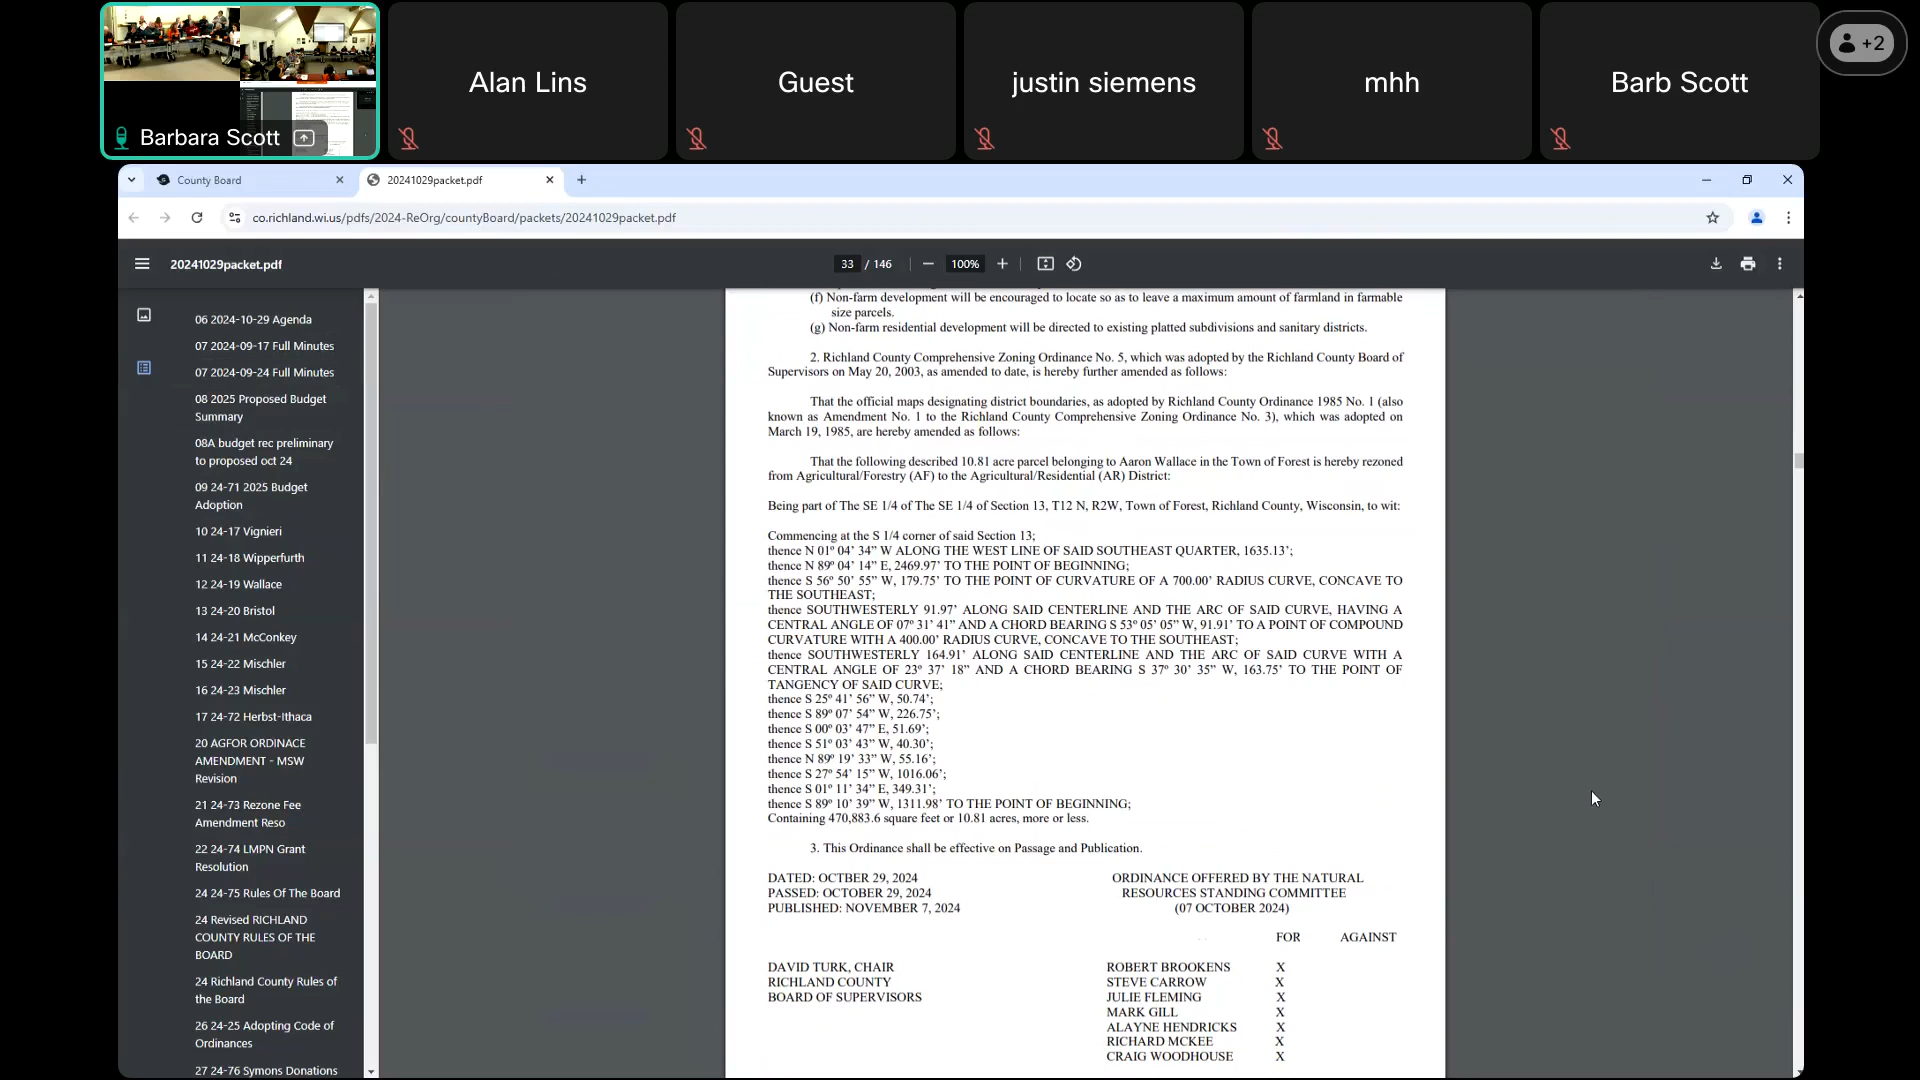 Barbara Scott
Alan Lins
Guest
justin siemens
mhh
Barb Scott
+2
County Board
20241029packet.pdf
co.richland.wi.us/pdfs/2024-ReOrg/countyBoard/packets/20241029packet.pdf
20241029packet.pdf
33 / 146
100%
06 2024-10-29 Agenda
07 2024-09-17 Full Minutes
07 2024-09-24 Full Minutes
08 2025 Proposed Budget
Summary
08A budget rec preliminary
to proposed oct 24
09 24-71 2025 Budget
Adoption
10 24-17 Vignieri
11 24-18 Wipperfurth
12 24-19 Wallace
13 24-20 Bristol
14 24-21 McConkey
15 24-22 Mischler
16 24-23 Mischler
17 24-72 Herbst-Ithaca
20 AGFOR ORDINACE
AMENDMENT - MSW
Revision
21 24-73 Rezone Fee
Amendment Reso
22 24-74 LMPN Grant
Resolution
24 24-75 Rules Of The Board
24 Revised RICHLAND
COUNTY RULES OF THE
BOARD
24 Richland County Rules of
the Board
26 24-25 Adopting Code of
Ordinances
27 24-76 Symons Donations
(f) Non-farm development will be encouraged to locate so as to leave a maximum amount of farmland in farmable
size parcels.
(g) Non-farm residential development will be directed to existing platted subdivisions and sanitary districts.
2. Richland County Comprehensive Zoning Ordinance No. 5, which was adopted by the Richland County Board of
Supervisors on May 20, 2003, as amended to date, is hereby further amended as follows:
That the official maps designating district boundaries, as adopted by Richland County Ordinance 1985 No. 1 (also
known as Amendment No. 1 to the Richland County Comprehensive Zoning Ordinance No. 3), which was adopted on
March 19, 1985, are hereby amended as follows:
That the following described 10.81 acre parcel belonging to Aaron Wallace in the Town of Forest is hereby rezoned
from Agricultural/Forestry (AF) to the Agricultural/Residential (AR) District:
Being part of The SE 1/4 of The SE 1/4 of Section 13, T12 N, R2W, Town of Forest, Richland County, Wisconsin, to wit:
Commencing at the S 1/4 corner of said Section 13;
thence N 01º 04’ 34” W ALONG THE WEST LINE OF SAID SOUTHEAST QUARTER, 1635.13’;
thence N 89º 04’ 14” E, 2469.97’ TO THE POINT OF BEGINNING;
thence S 56º 50’ 55” W, 179.75’ TO THE POINT OF CURVATURE OF A 700.00’ RADIUS CURVE, CONCAVE TO
THE SOUTHEAST;
thence SOUTHWESTERLY 91.97’ ALONG SAID CENTERLINE AND THE ARC OF SAID CURVE, HAVING A
CENTRAL ANGLE OF 07º 31’ 41” AND A CHORD BEARING S 53º 05’ 05” W, 91.91’ TO A POINT OF COMPOUND
CURVATURE WITH A 400.00’ RADIUS CURVE, CONCAVE TO THE SOUTHEAST;
thence SOUTHWESTERLY 164.91’ ALONG SAID CENTERLINE AND THE ARC OF SAID CURVE WITH A
CENTRAL ANGLE OF 23º 37’ 18” AND A CHORD BEARING S 37º 30’ 35” W, 163.75’ TO THE POINT OF
TANGENCY OF SAID CURVE;
thence S 25º 41’ 56” W, 50.74’;
thence S 89º 07’ 54” W, 226.75’;
thence S 00º 03’ 47” E, 51.69’;
thence S 51º 03’ 43” W, 40.30’;
thence N 89º 19’ 33” W, 55.16’;
thence S 27º 54’ 15” W, 1016.06’;
thence S 01º 11’ 34” E, 349.31’;
thence S 89º 10’ 39” W, 1311.98’ TO THE POINT OF BEGINNING;
Containing 470,883.6 square feet or 10.81 acres, more or less.
3. This Ordinance shall be effective on Passage and Publication.
DATED: OCTBER 29, 2024
PASSED: OCTOBER 29, 2024
PUBLISHED: NOVEMBER 7, 2024
ORDINANCE OFFERED BY THE NATURAL
RESOURCES STANDING COMMITTEE
(07 OCTOBER 2024)
FOR AGAINST
DAVID TURK, CHAIR
RICHLAND COUNTY
BOARD OF SUPERVISORS
ROBERT BROOKENS X
STEVE CARROW X
JULIE FLEMING X
MARK GILL X
ALAYNE HENDRICKS X
RICHARD MCKEE X
CRAIG WOODHOUSE X